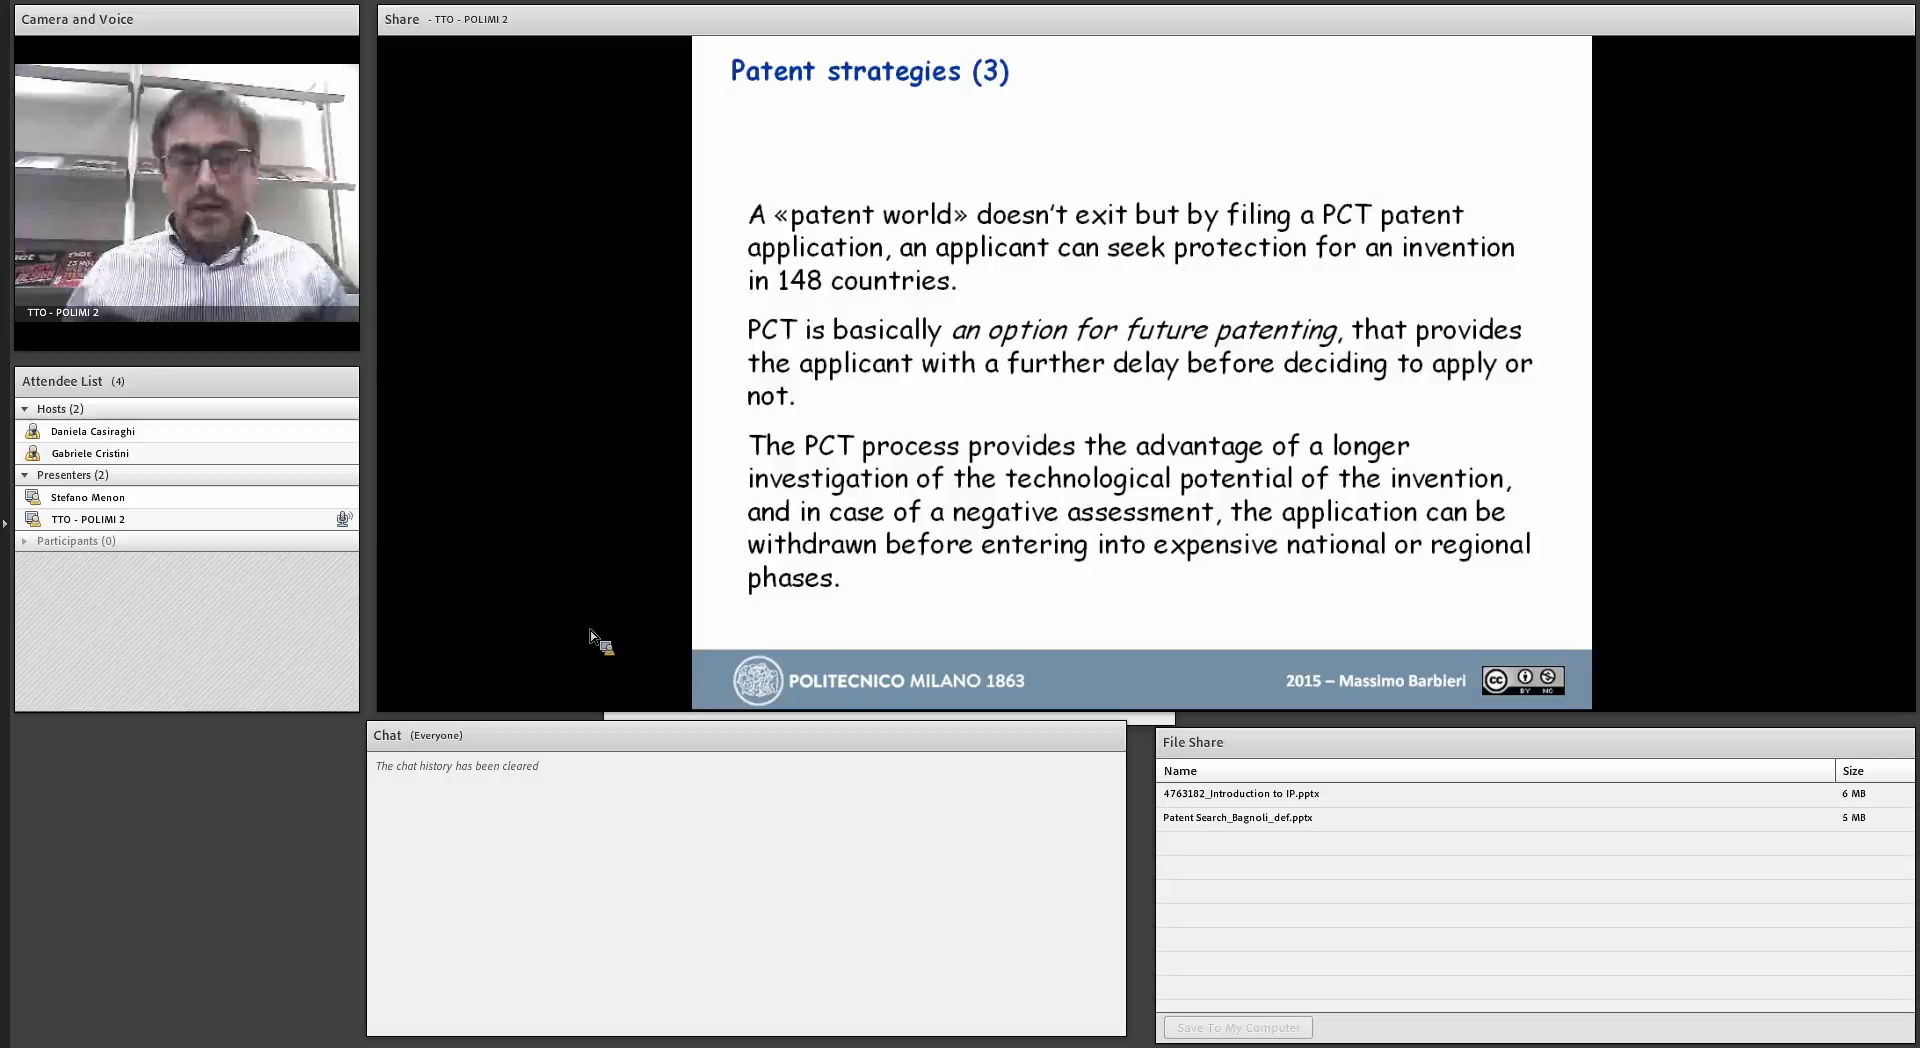 Camera and Voice
TTO - POLIMI 2
Attendee List (4)
Hosts (2)
Daniela Casiraghi
Gabriele Cristini
Presenters (2)
Stefano Menon
TTO - POLIMI 2
Participants (0)
Share - TTO - POLIMI 2
Patent strategies (3)
A «patent world» doesn't exit but by filing a PCT patent
application, an applicant can seek protection for an invention
in 148 countries.
PCT is basically an option for future patenting, that provides
the applicant with a further delay before deciding to apply or
not.
The PCT process provides the advantage of a longer
investigation of the technological potential of the invention,
and in case of a negative assessment, the application can be
withdrawn before entering into expensive national or regional
phases.
POLITECNICO MILANO 1863
2015 – Massimo Barbieri
cc
BY NC
Chat (Everyone)
The chat history has been cleared
File Share
Name Size
4763182_Introduction to IP.pptx 6 MB
Patent Search_Bagnoli_def.pptx 5 MB
Save To My Computer